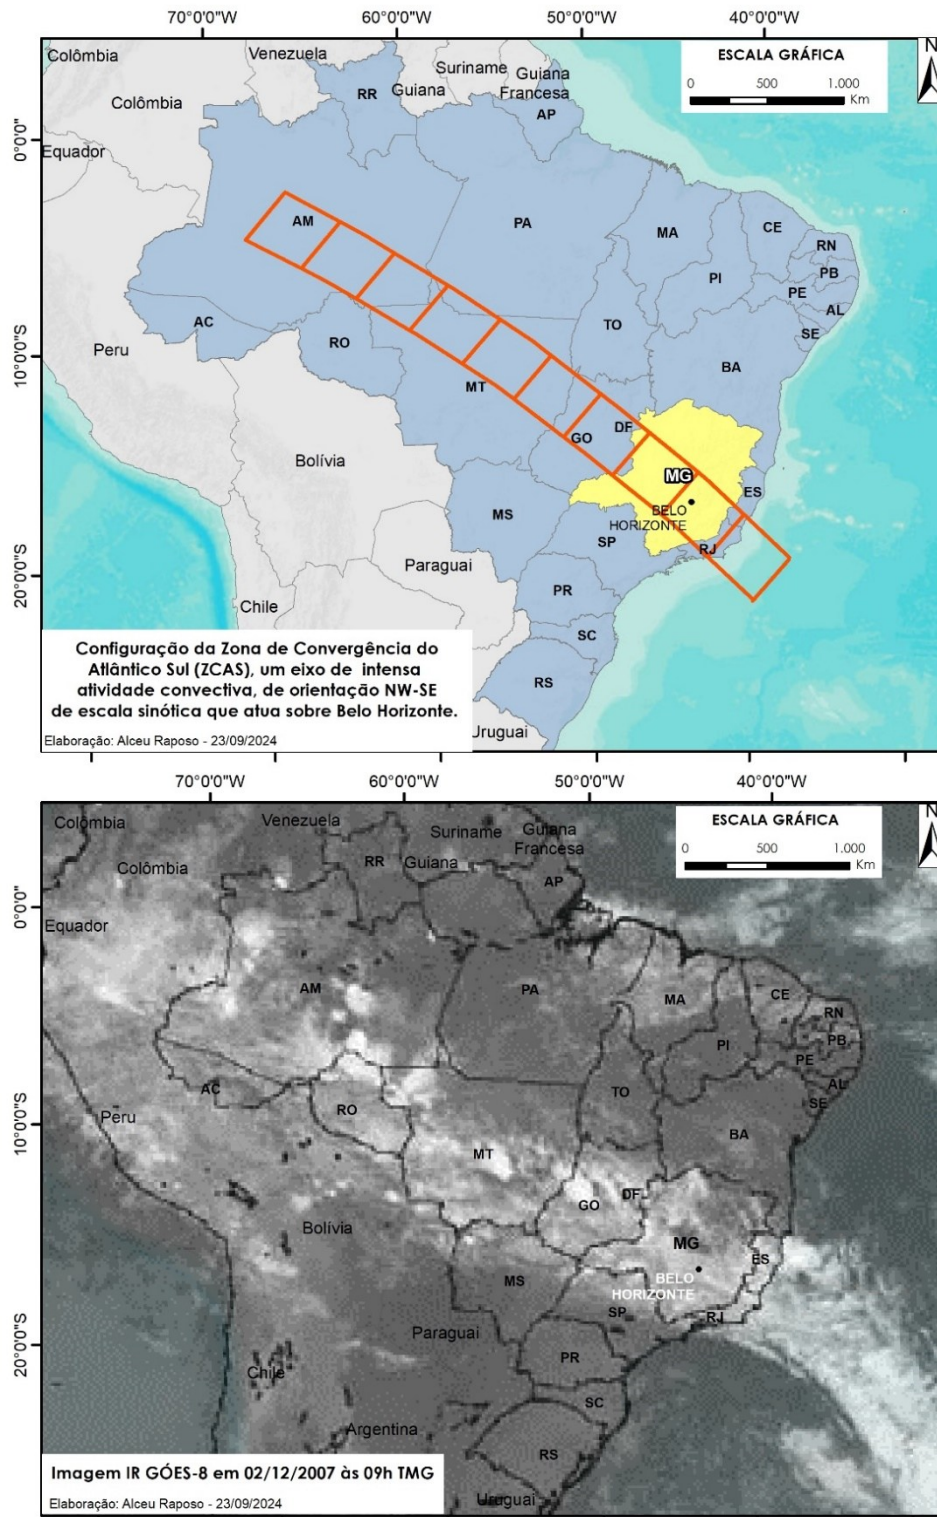 70°0'0"W 60°0'0"W 50°0'0"W 40°0'0"W
Colômbia
Venezuela
Suriname
Guiana
Francesa
ESCALA GRÁFICA
0 500 1.000
Km
N
RR
Guiana
AP
Colômbia
0°0'0"
Equador
AM
PA
MA
CE
RN
PB
PI
PE
AL
SE
AC
RO
TO
Peru
10°0'0"S
BA
MT
GO
DF
Bolívia
MG
ES
BELO
HORIZONTE
MS
SP
RJ
Paraguai
20°0'0"S
PR
Chile
SC
RS
Uruguai
Configuração da Zona de Convergência do
Atlântico Sul (ZCAS), um eixo de intensa
atividade convectiva, de orientação NW-SE
de escala sinótica que atua sobre Belo Horizonte.
Elaboração: Alceu Raposo - 23/09/2024
70°0'0"W 60°0'0"W 50°0'0"W 40°0'0"W
Colômbia
Venezuela
Suriname
Guiana
Francesa
ESCALA GRÁFICA
0 500 1.000
Km
N
Colômbia
RR
Guiana
AP
0°0'0"
Equador
AM
PA
MA
CE
RN
PB
PI
PE
AL
SE
AC
RO
TO
Peru
10°0'0"S
BA
MT
GO
DF
Bolívia
MG
ES
BELO
HORIZONTE
MS
SP
RJ
Paraguai
20°0'0"S
PR
Chile
SC
Argentina
RS
Uruguai
Imagem IR GÓES-8 em 02/12/2007 às 09h TMG
Elaboração: Alceu Raposo - 23/09/2024